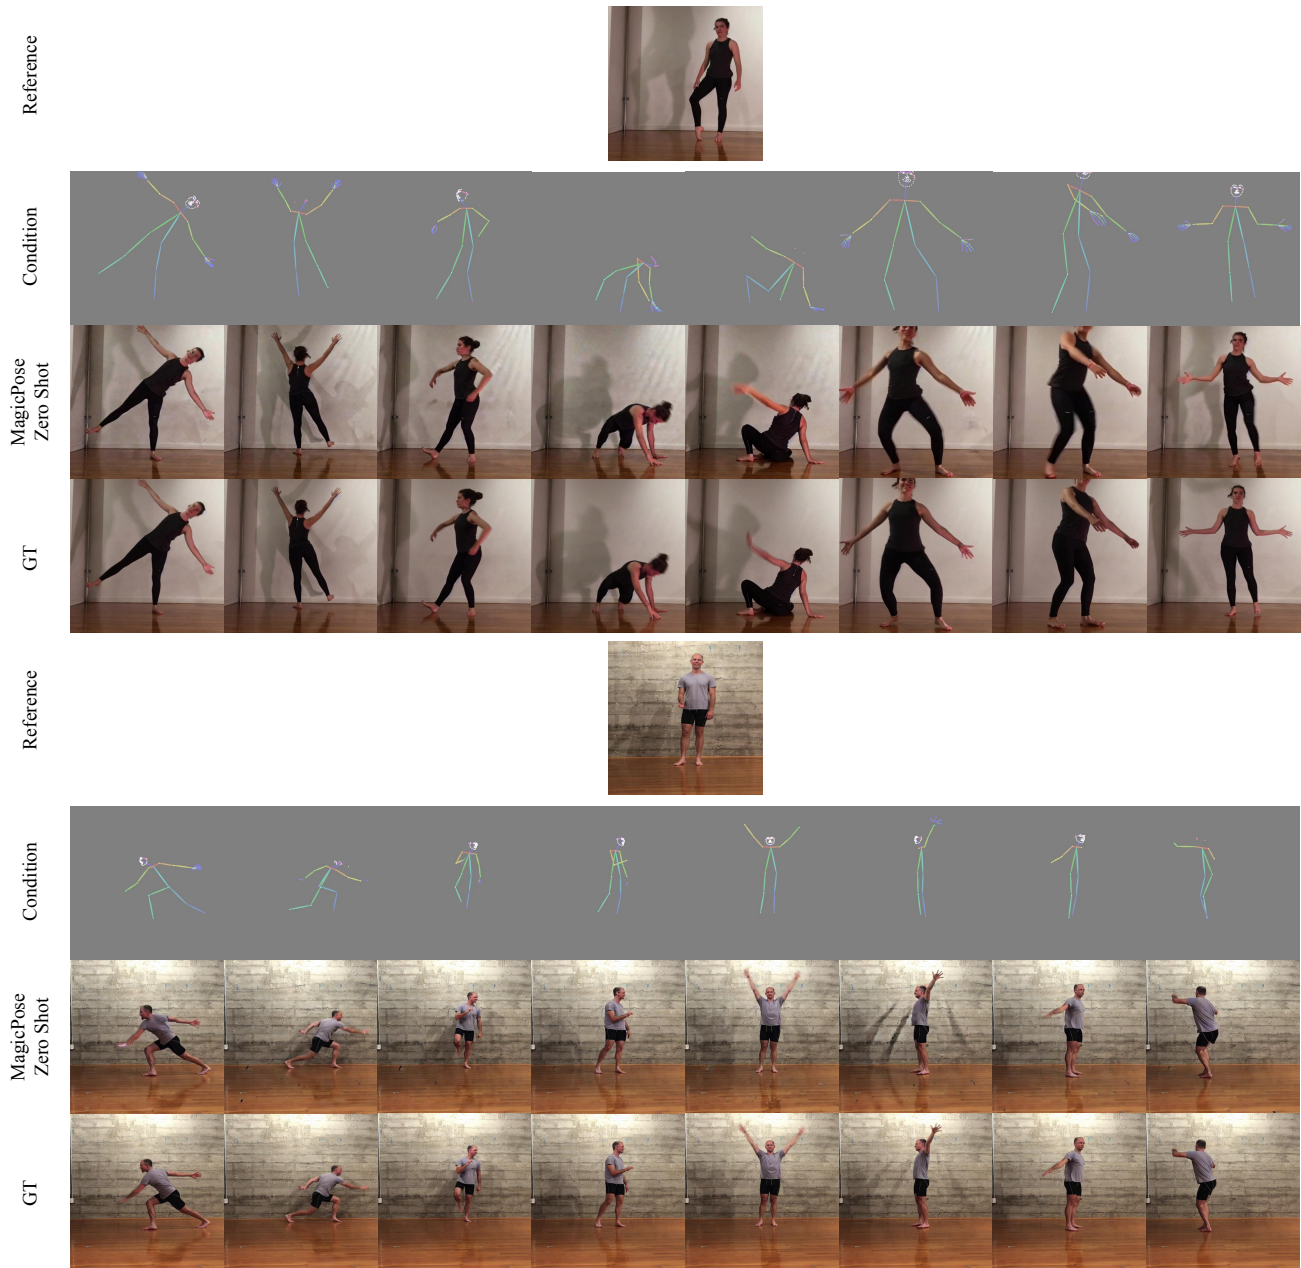 Reference
Condition
MagicPose
Zero Shot
GT
Reference
Condition
MagicPose
Zero Shot
GT